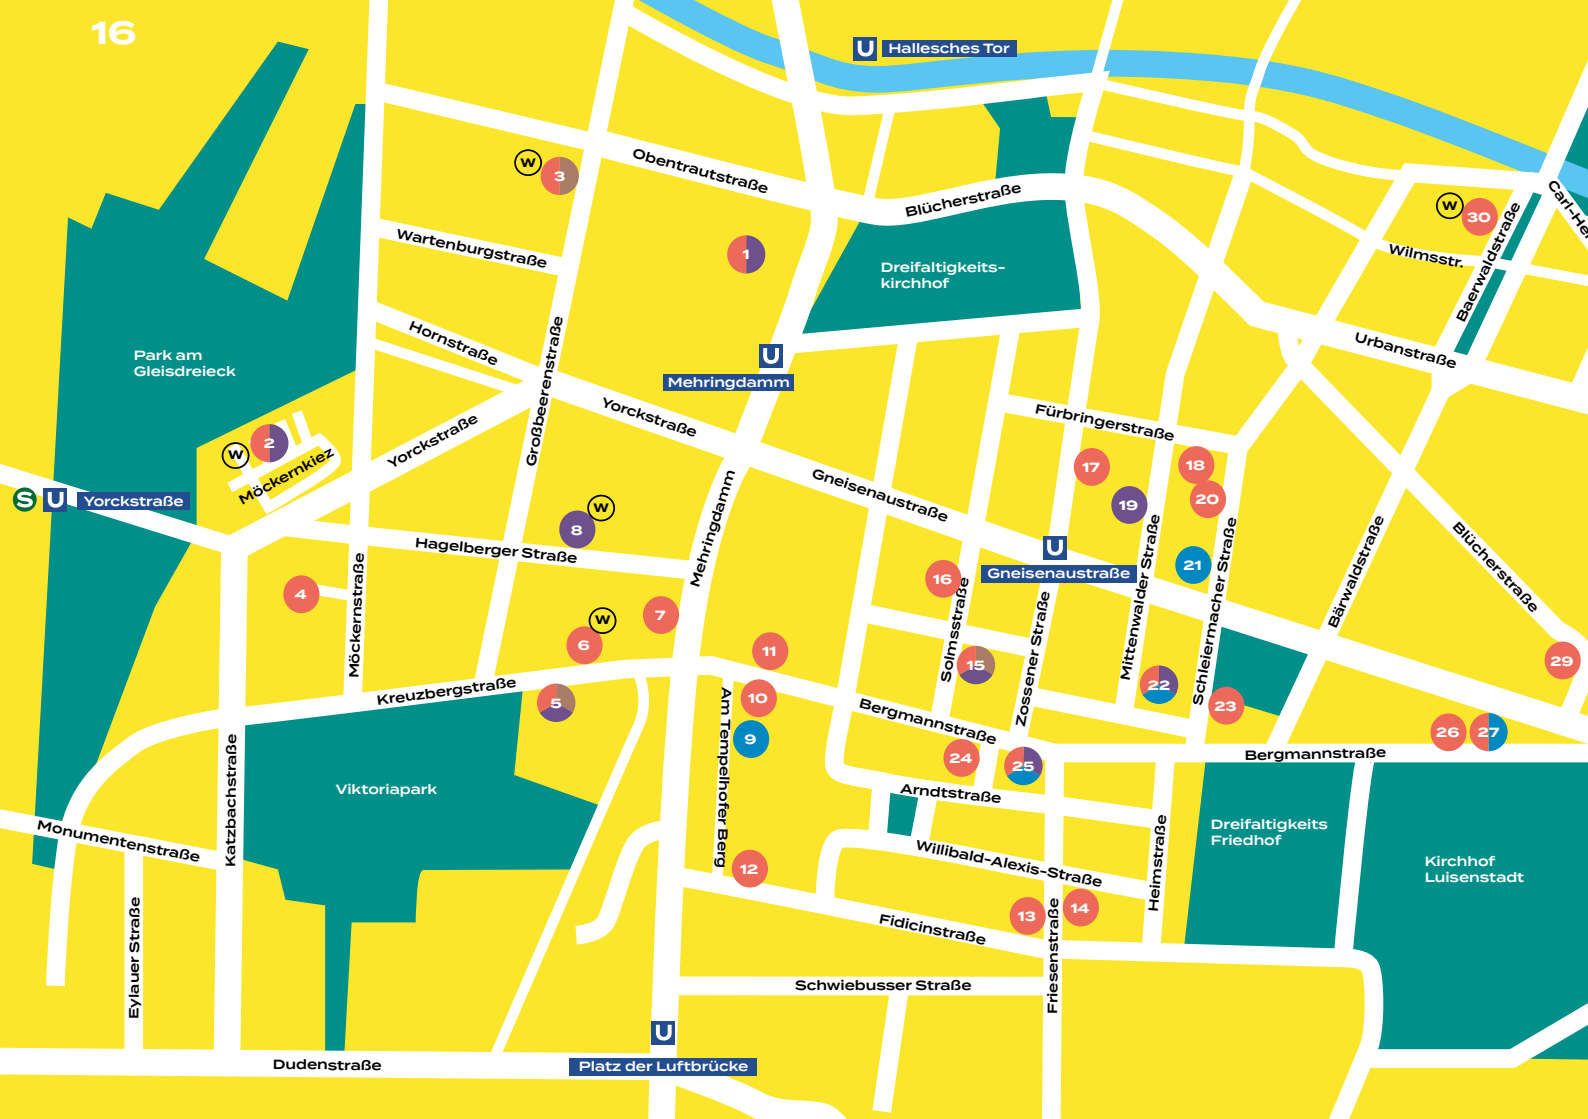 16
U Hallesches Tor
W
3
Obentrautstraße
Blücherstraße
W
30
Carl-He
Wartenburgstraße
1
Wilmsstr.
Baerwaldstraße
Dreifaltigkeits-
kirchhof
Hornstraße
Großbeerenstraße
Park am
Gleisdreieck
U
Mehringdamm
Urbanstraße
Yorckstraße
Yorckstraße
Fürbringerstraße
2
W
Möckernkiez
S U Yorckstraße
Gneisenaustraße
17
18
19
20
8
W
Mehringdamm
Hagelberger Straße
U
Gneisenaustraße
Mittenwalder Straße
21
Schleiermacher Straße
Bärwaldstraße
Blücherstraße
4
Möckernstraße
16
Solmsstraße
Zossener Straße
7
W
6
11
15
22
29
Kreuzbergstraße
5
10
9
Am Tempelhofer Berg
Bergmannstraße
23
26
27
24
25
Bergmannstraße
Katzbachstraße
Viktoriapark
Arndtstraße
Monumentenstraße
Dreifaltigkeits
Friedhof
Willibald-Alexis-Straße
Heimstraße
Kirchhof
Luisenstadt
12
13
14
Fidicinstraße
Friesenstraße
Eylauer Straße
Schwiebusser Straße
U
Platz der Luftbrücke
Dudenstraße